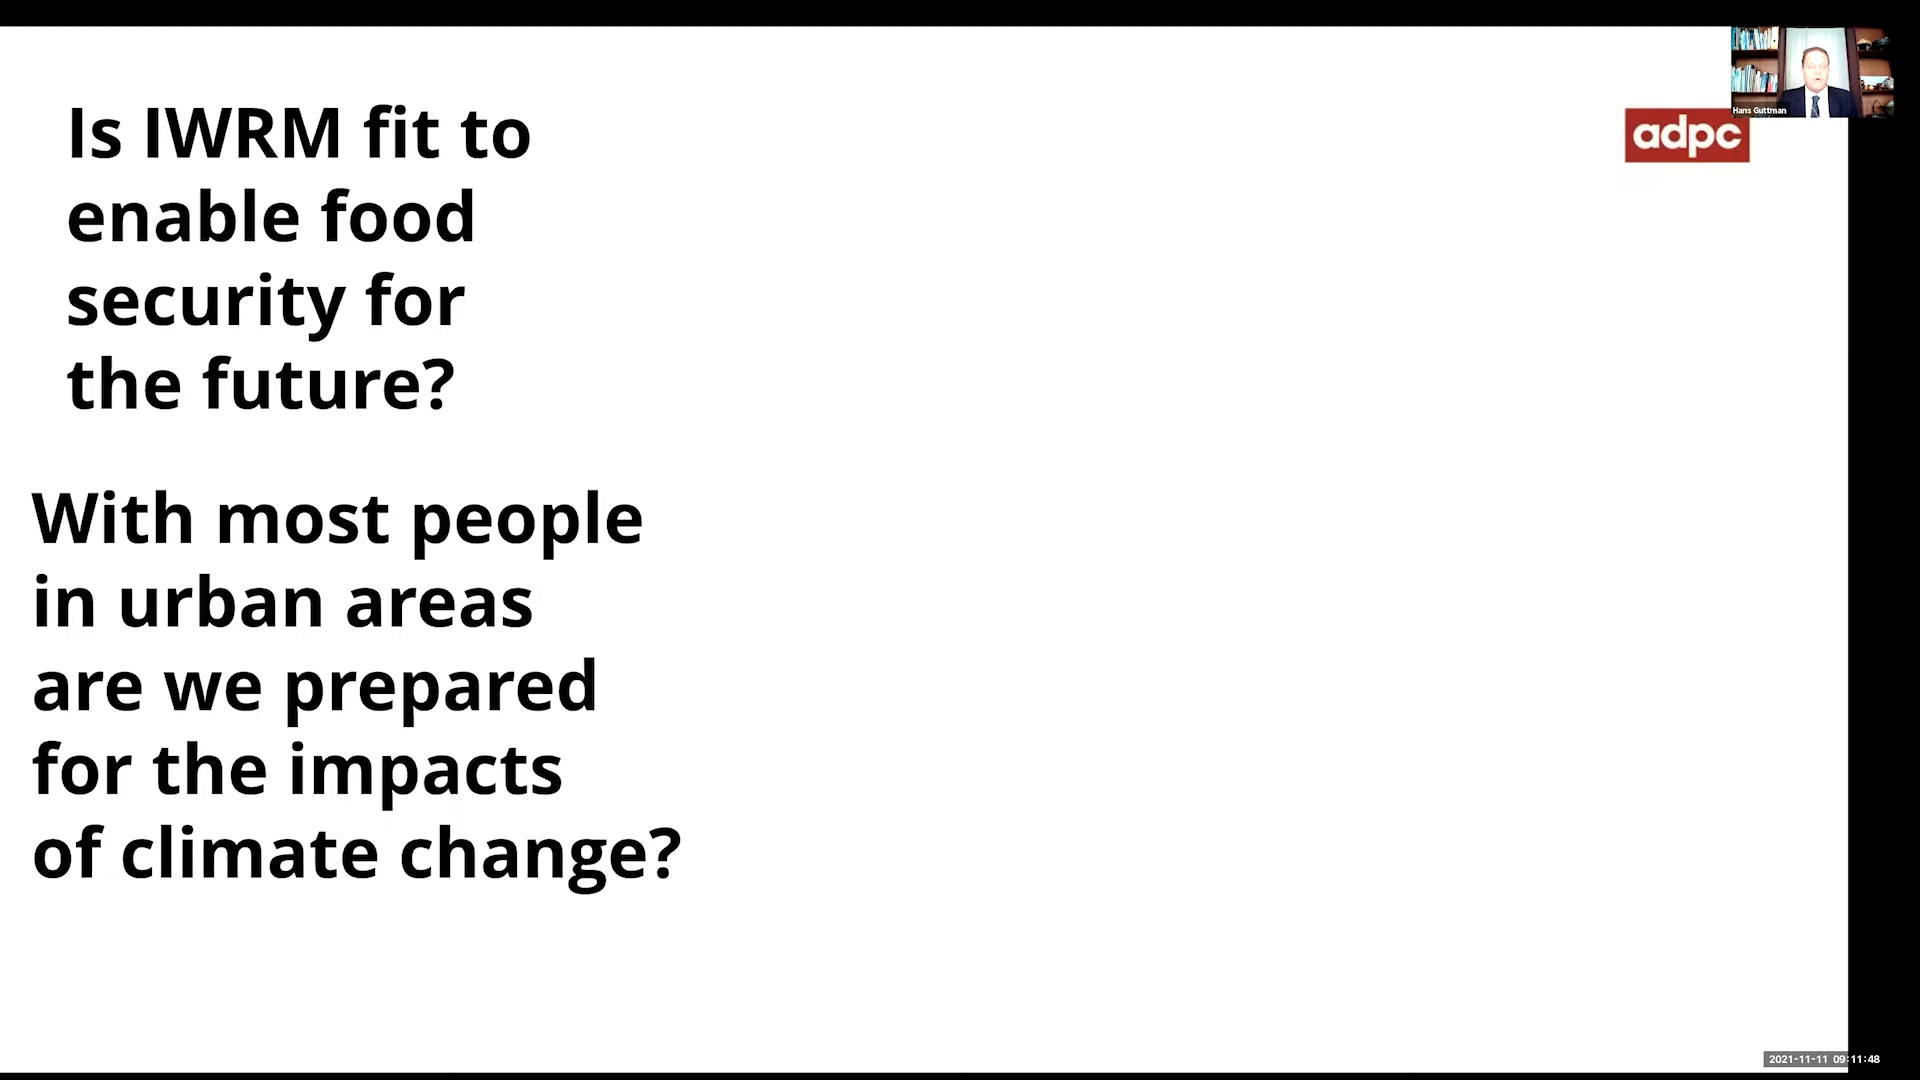 Is IWRM fit to
enable food
security for
the future?
With most people
in urban areas
are we prepared
for the impacts
of climate change?
adpc
Hans Guttman
2021-11-11 09:11:48